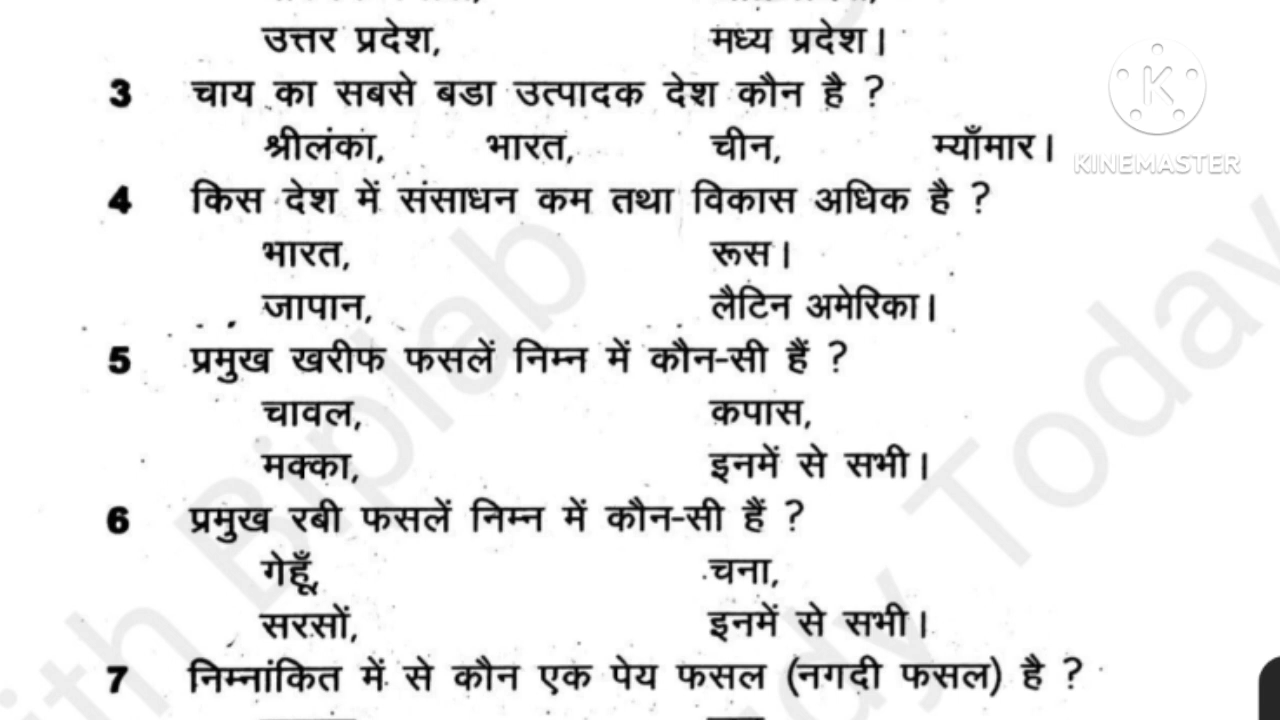 उत्तर प्रदेश, मध्य प्रदेश।
3 चाय का सबसे बडा उत्पादक देश कौन है ?
श्रीलंका, भारत, चीन, म्याँमार।
KINEMASTER
4 किस देश में संसाधन कम तथा विकास अधिक है ?
भारत, रूस।
जापान, लैटिन अमेरिका।
5 प्रमुख खरीफ फसलें निम्न में कौन-सी हैं ?
चावल, कपास,
मक्का, इनमें से सभी।
6 प्रमुख रबी फसलें निम्न में कौन-सी हैं ?
गेहूँ, चना,
सरसों, इनमें से सभी।
7 निम्नांकित में से कौन एक पेय फसल (नगदी फसल) है ?